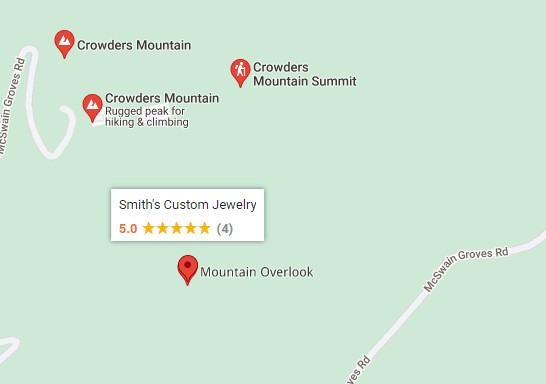 Crowders Mountain
Crowders
Mountain Summit
Crowders Mountain
Rugged peak for
hiking & climbing
McSwain Groves Rd
Smith's Custom Jewelry
5.0 (4)
Mountain Overlook
McSwain Groves Rd
ves Rd